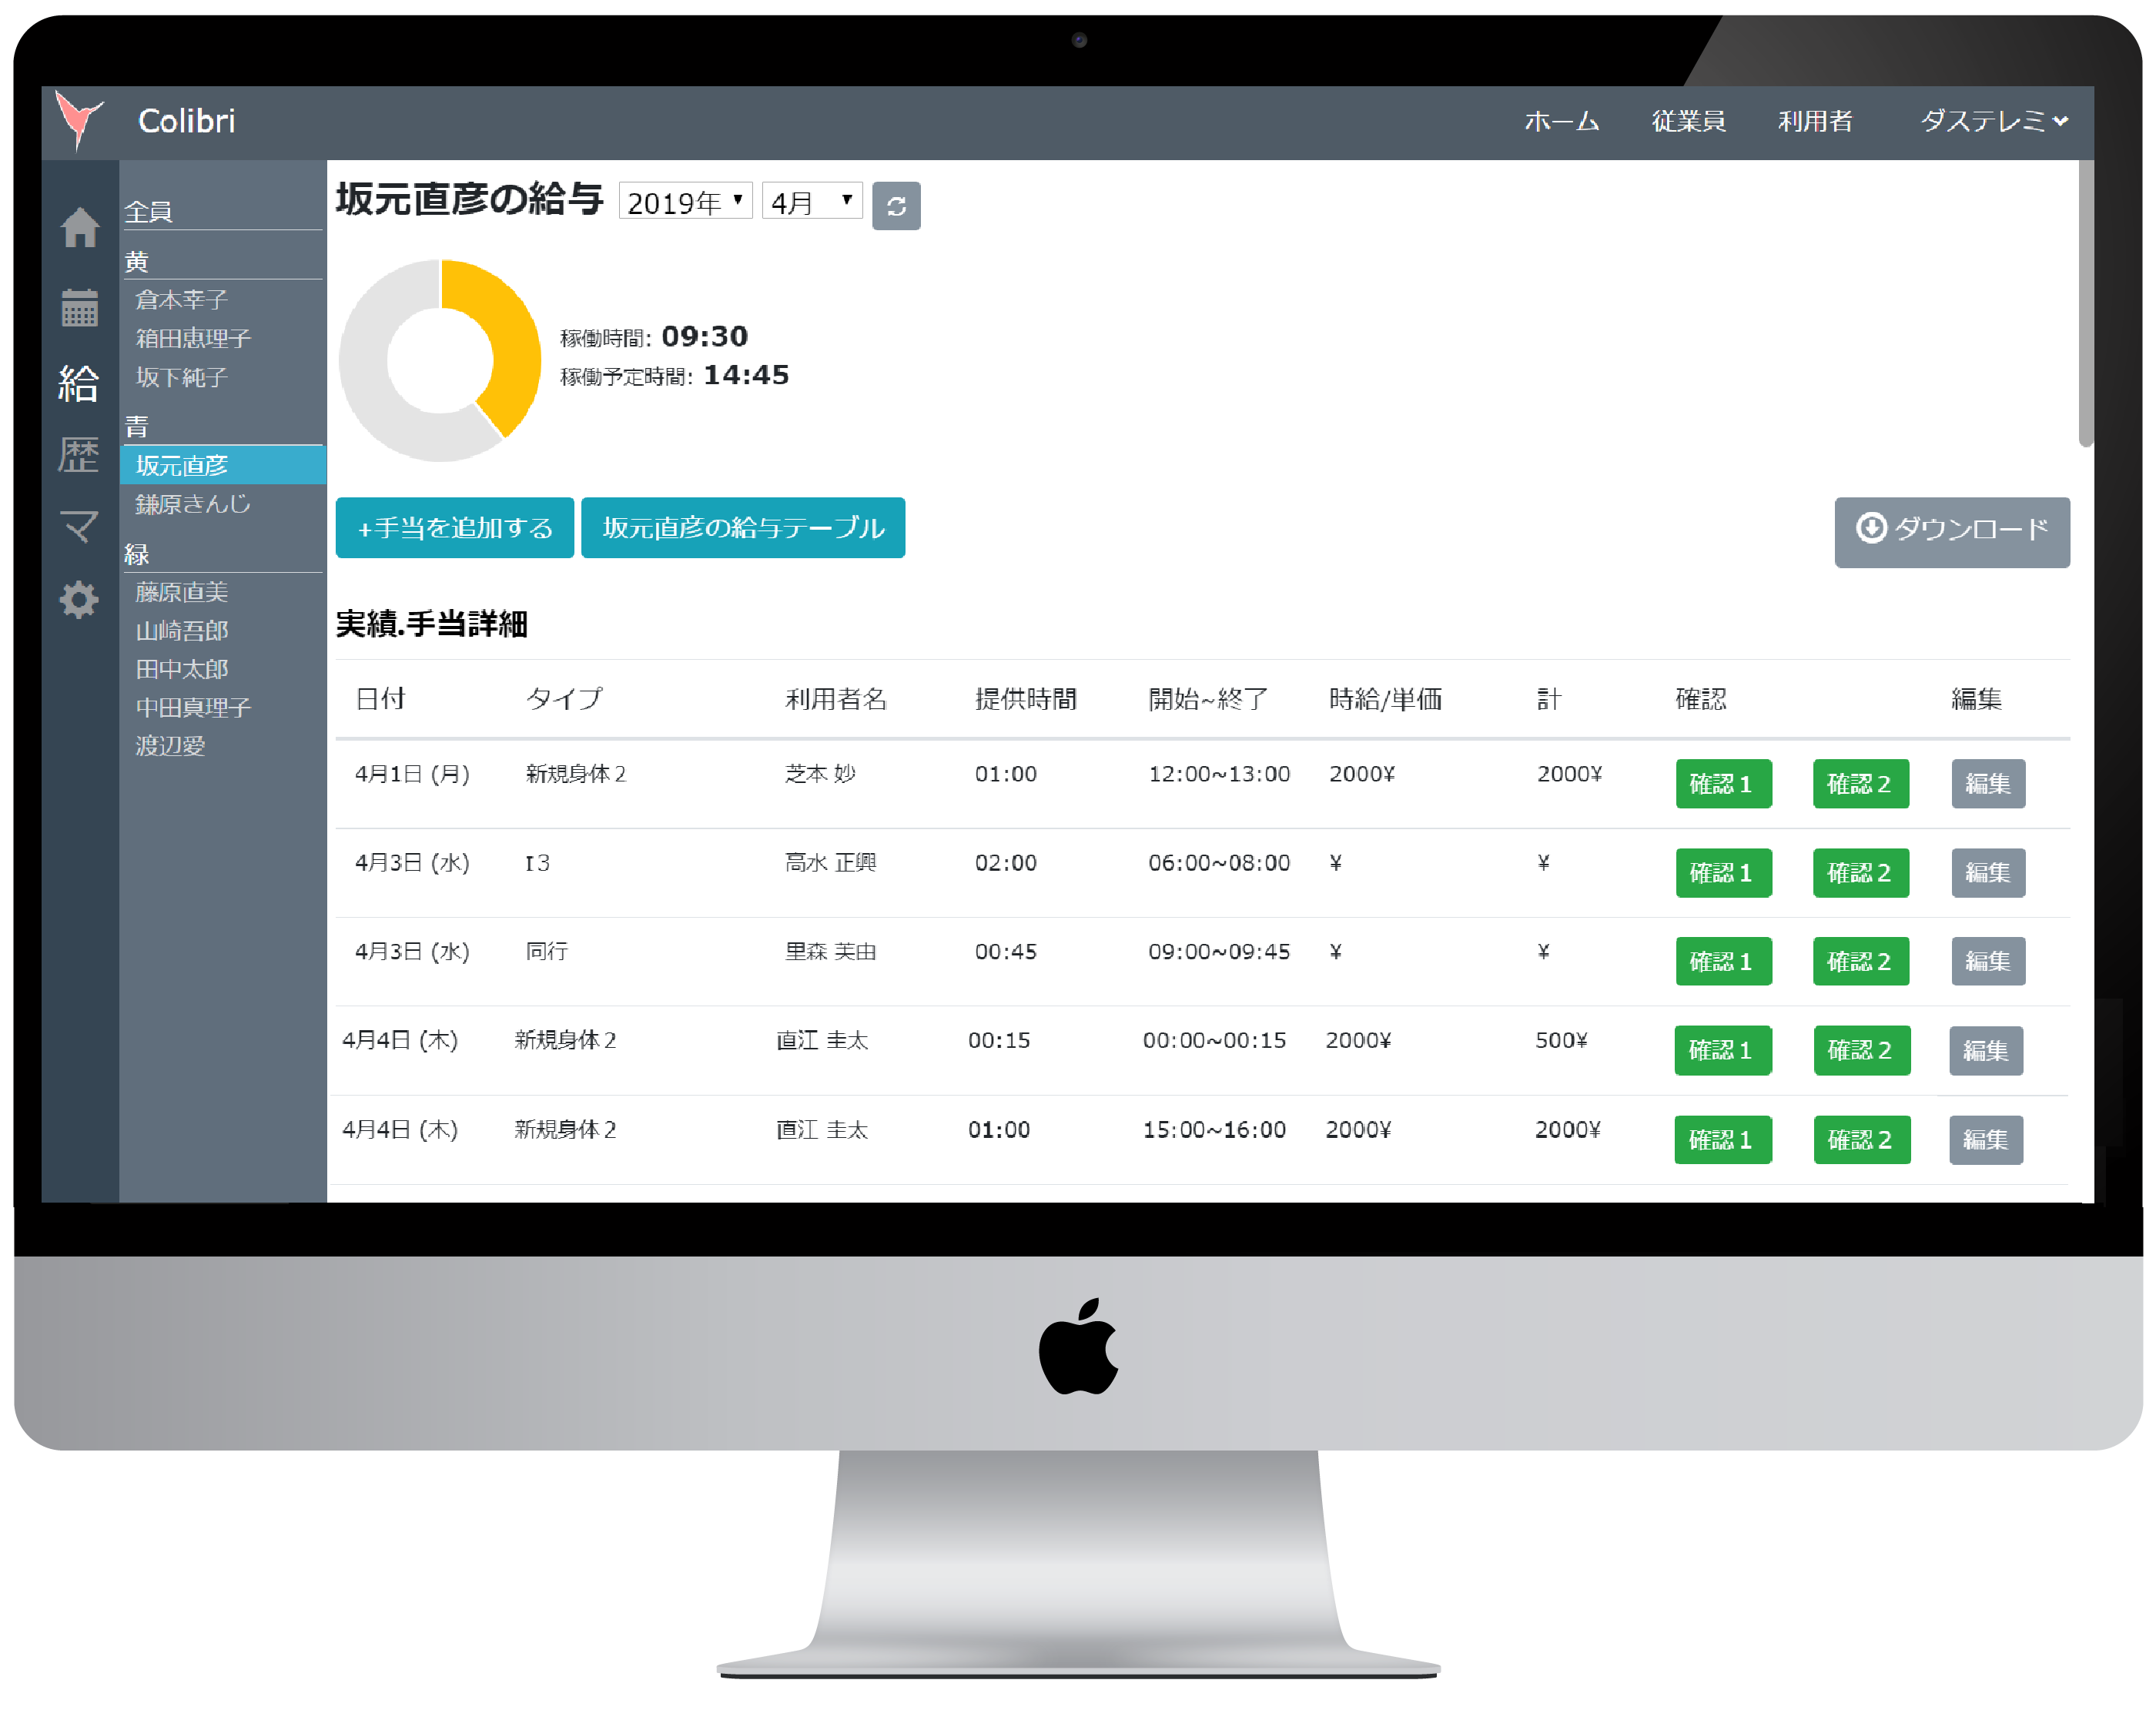 Colibri
ホーム 従業員 利用者 ダステレミ
給
歴
マ
全員
黄
倉本幸子
箱田恵理子
坂下純子
青
坂元直彦
鎌原きんじ
緑
藤原直美
山崎吾郎
田中太郎
中田真理子
渡辺愛
坂元直彦の給与 2019年 4月
稼働時間: 09:30
稼働予定時間: 14:45
+手当を追加する 坂元直彦の給与テーブル ダウンロード
実績.手当詳細
日付 タイプ 利用者名 提供時間 開始~終了 時給/単価 計 確認 編集
4月1日 (月) 新規身体2 芝本 妙 01:00 12:00~13:00 2000¥ 2000¥ 確認1 確認2 編集
4月3日 (水) I3 高水 正興 02:00 06:00~08:00 ¥ ¥ 確認1 確認2 編集
4月3日 (水) 同行 里森 芙由 00:45 09:00~09:45 ¥ ¥ 確認1 確認2 編集
4月4日 (木) 新規身体2 直江 圭太 00:15 00:00~00:15 2000¥ 500¥ 確認1 確認2 編集
4月4日 (木) 新規身体2 直江 圭太 01:00 15:00~16:00 2000¥ 2000¥ 確認1 確認2 編集